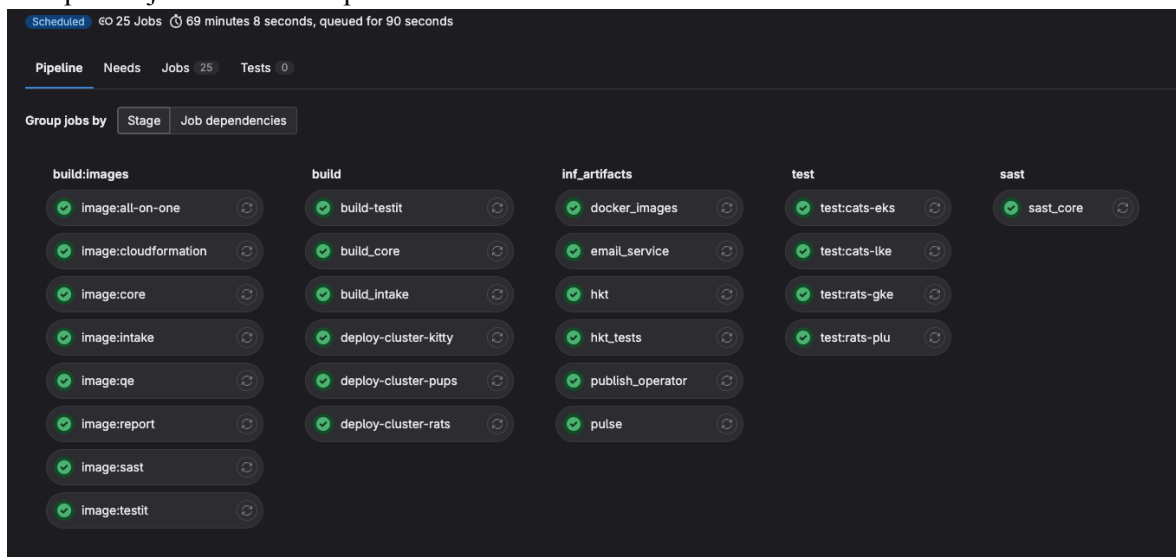 Scheduled 25 Jobs 69 minutes 8 seconds, queued for 90 seconds
Pipeline Needs Jobs 25 Tests 0
Group jobs by Stage Job dependencies
build:images
image:all-on-one
image:cloudformation
image:core
image:intake
image:qe
image:report
image:sast
image:testit
build
build-testit
build_core
build_intake
deploy-cluster-kitty
deploy-cluster-pups
deploy-cluster-rats
inf_artifacts
docker_images
email_service
hkt
hkt_tests
publish_operator
pulse
test
test:cats-eks
test:cats-lke
test:rats-gke
test:rats-plu
sast
sast_core